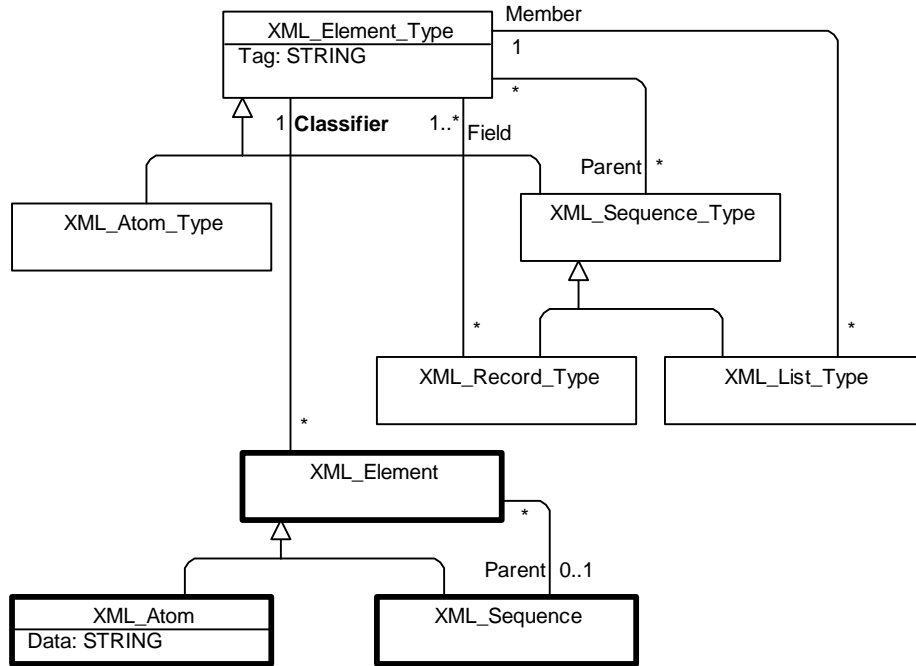 Member
XML_Element_Type
1
Tag: STRING
*
1 Classifier
1..*
Field
Parent *
XML_Atom_Type
XML_Sequence_Type
*
*
XML_Record_Type
XML_List_Type
*
XML_Element
*
Parent 0..1
XML_Atom
XML_Sequence
Data: STRING